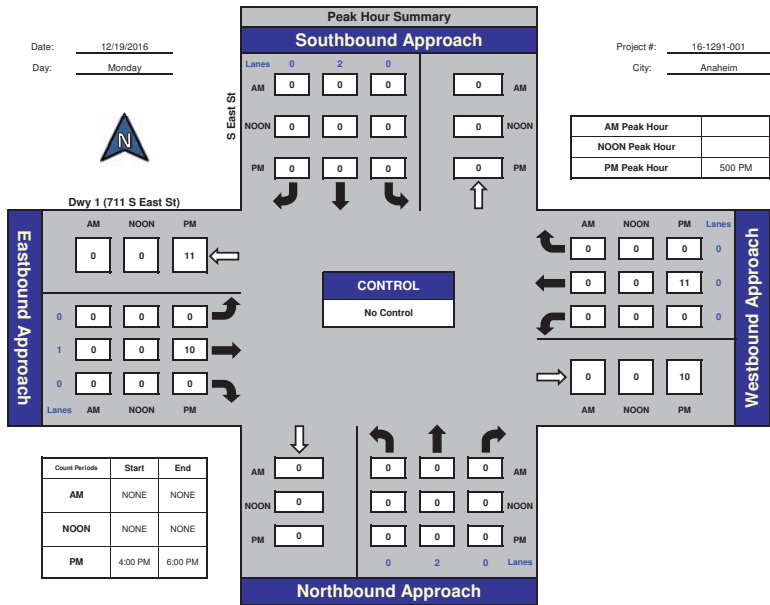 Peak Hour Summary
Southbound Approach
Date: 12/19/2016
Day: Monday
Project #: 16-1291-001
City: Anaheim
N
S East St
Lanes 0 2 0
AM 0 0 0 0 AM
NOON 0 0 0 0 NOON
PM 0 0 0 0 PM
AM Peak Hour
NOON Peak Hour
PM Peak Hour 500 PM
Dwy 1 (711 S East St)
Eastbound Approach
AM NOON PM
0 0 11
0 0 0 0
1 0 0 10
0 0 0 0
Lanes AM NOON PM
CONTROL
No Control
Westbound Approach
AM NOON PM Lanes
0 0 0 0
0 0 11 0
0 0 0 0
0 0 10
AM NOON PM
Count Periods Start End
AM NONE NONE
NOON NONE NONE
PM 4:00 PM 6:00 PM
AM 0 0 0 0 AM
NOON 0 0 0 0 NOON
PM 0 0 0 0 PM
0 2 0 Lanes
Northbound Approach